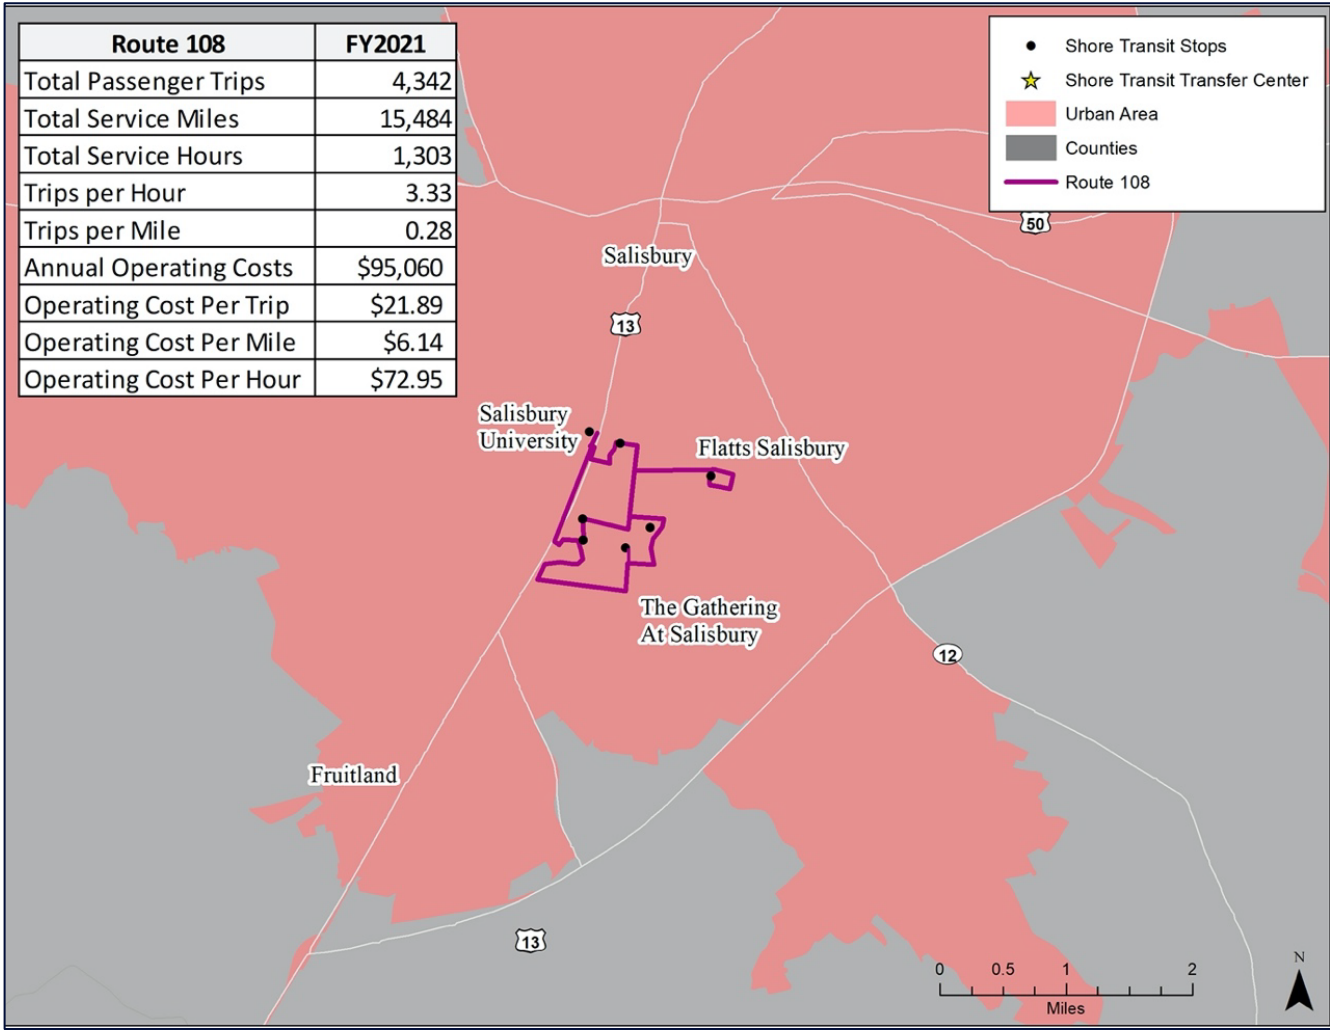 Route 108 FY2021
Total Passenger Trips 4,342
Total Service Miles 15,484
Total Service Hours 1,303
Trips per Hour 3.33
Trips per Mile 0.28
Annual Operating Costs $95,060
Operating Cost Per Trip $21.89
Operating Cost Per Mile $6.14
Operating Cost Per Hour $72.95
Shore Transit Stops
Shore Transit Transfer Center
Urban Area
Counties
Route 108
50
Salisbury
13
Salisbury
University
Flatts Salisbury
The Gathering
At Salisbury
12
Fruitland
13
N
0 0.5 1 2
Miles